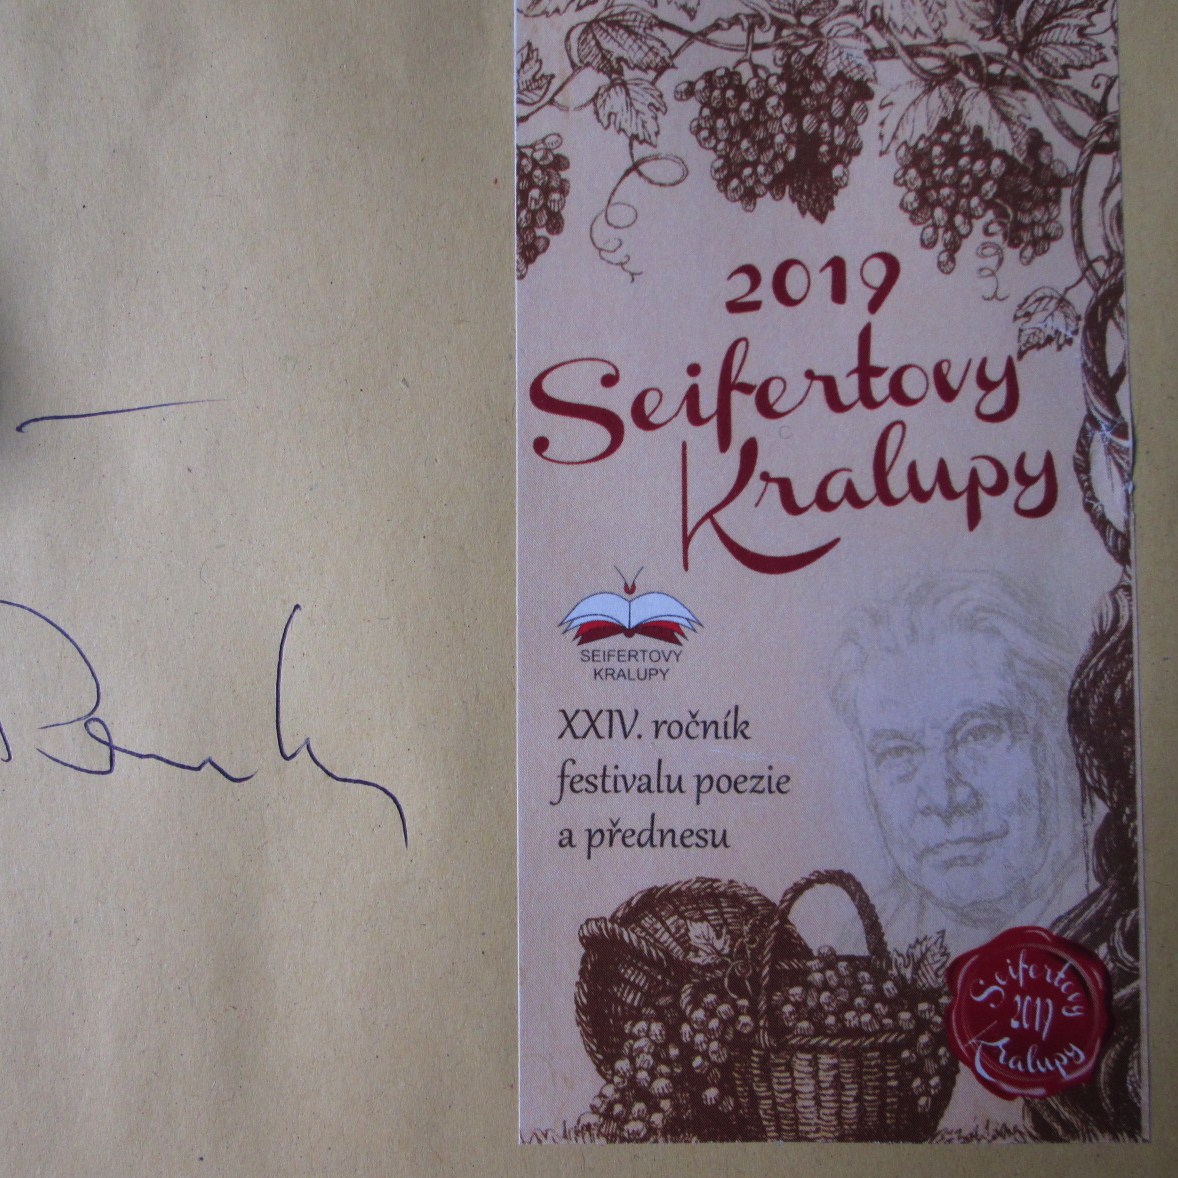 2019
Seifertovy
Kralupy
SEIFERTOVY
KRALUPY
XXIV. ročník
festivalu poezie
a přednesu
Seifertovy
2019
Kralupy